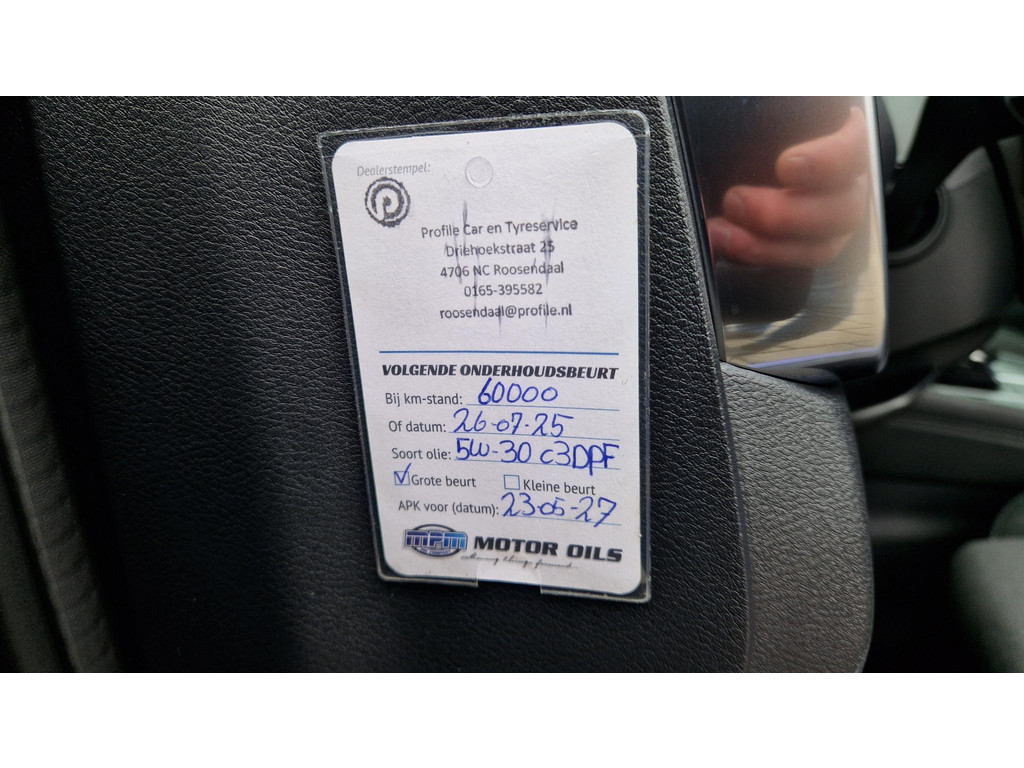 Dealerstempel:
Profile Car en Tyreservice
Driehoekstraat 25
4706 NC Roosendaal
0165-395582
roosendaal@profile.nl
VOLGENDE ONDERHOUDSBEURT
Bij km-stand: 60000
Of datum: 26-07-25
Soort olie: 5W-30 C3DPF
Grote beurt Kleine beurt
APK voor (datum): 23-05-27
MPM MOTOR OILS